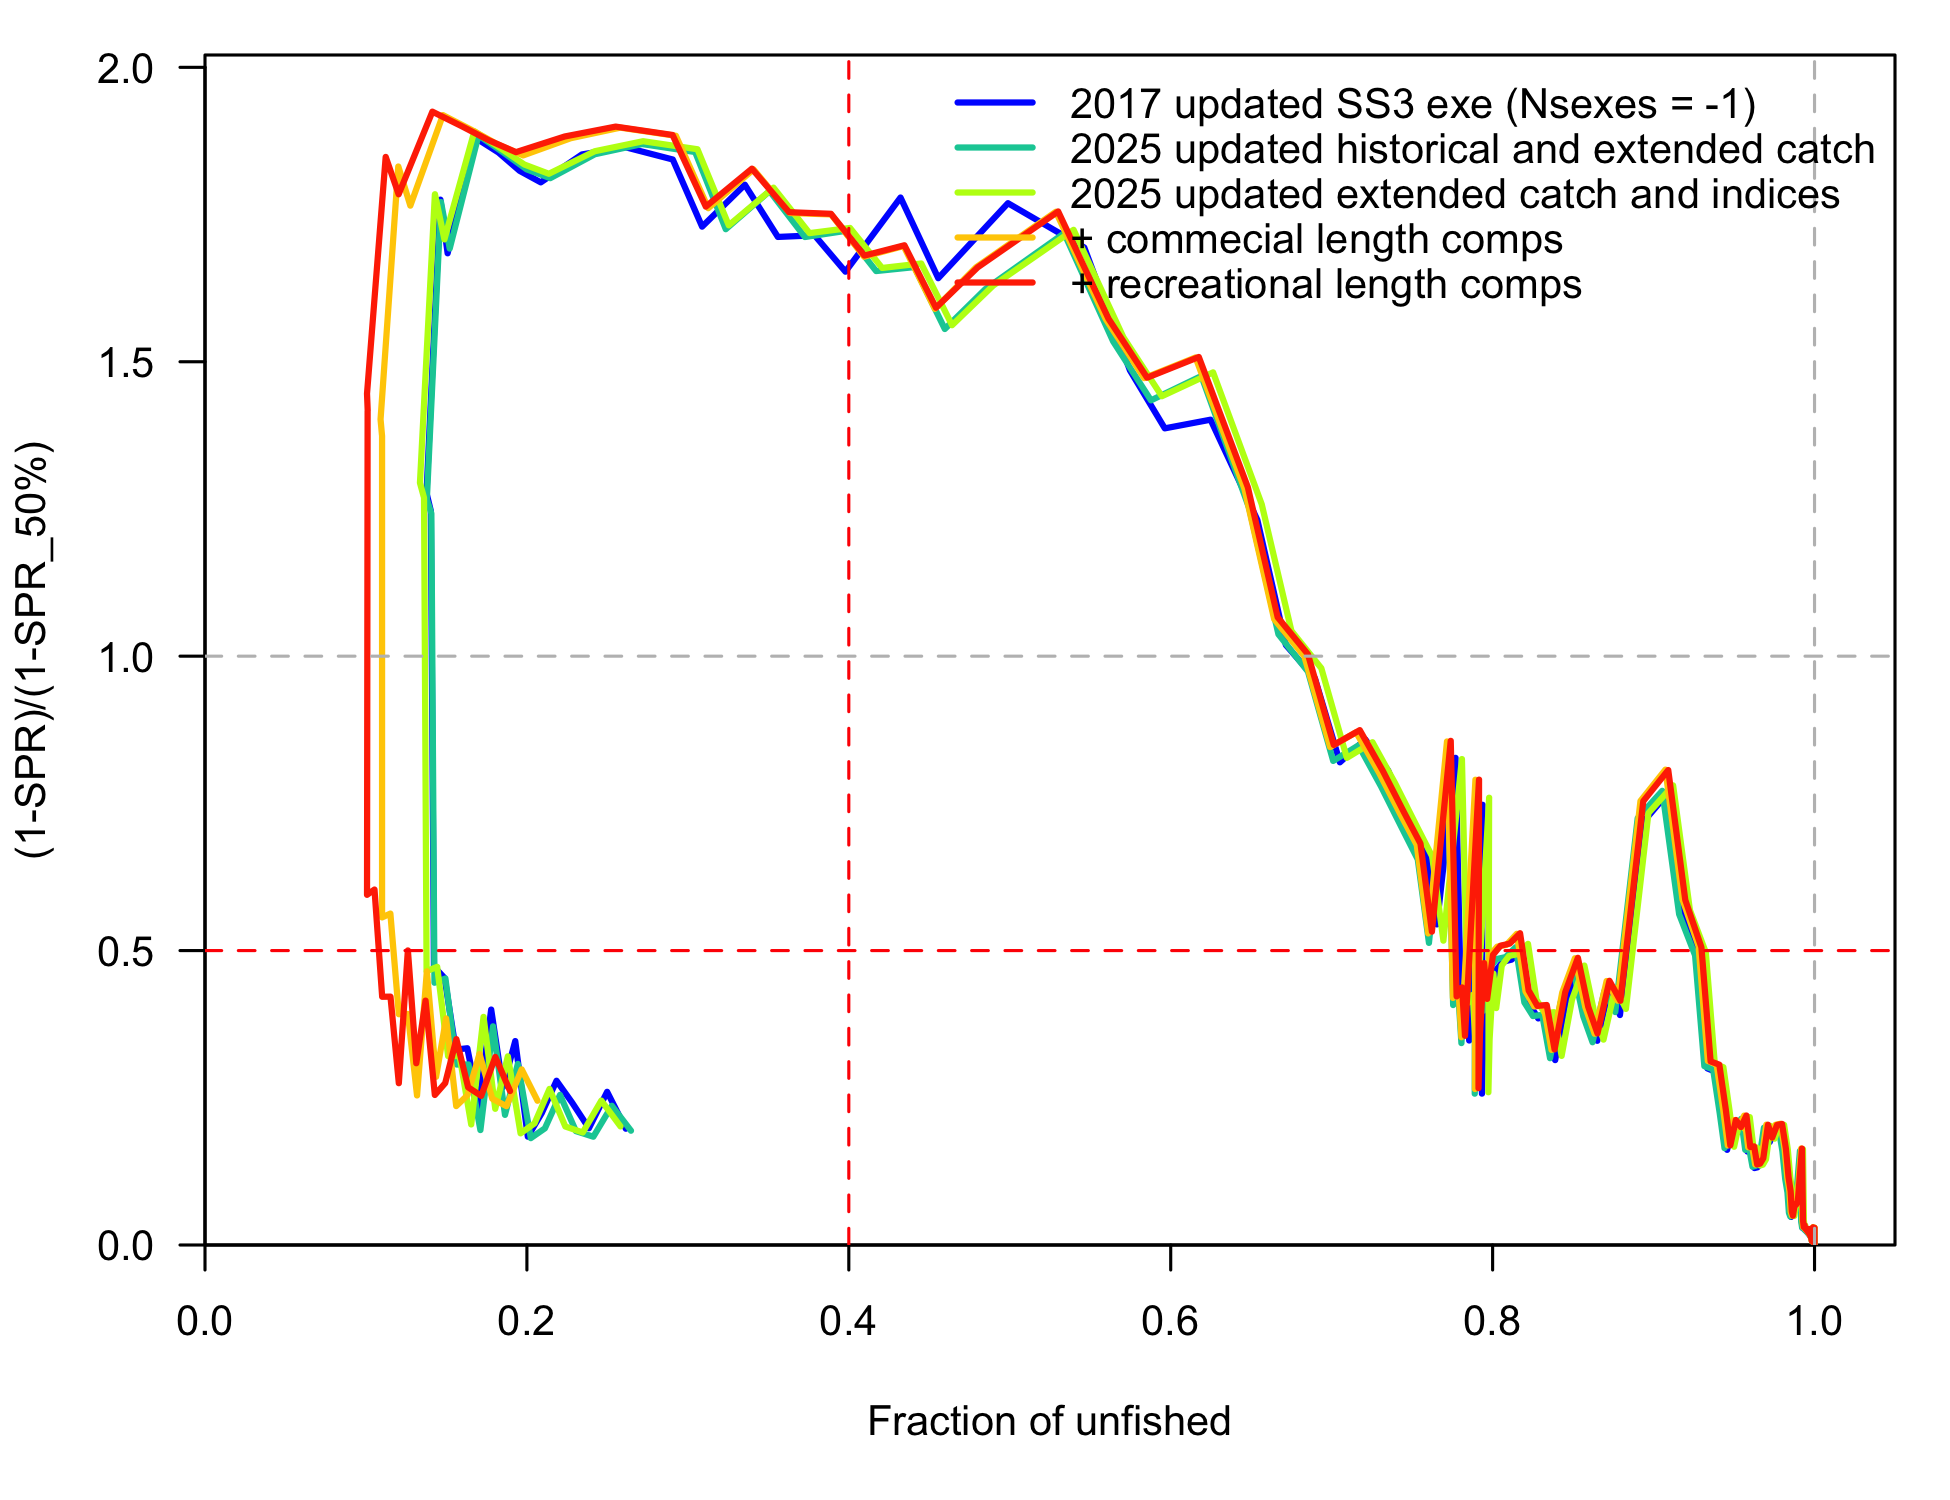 2017 updated SS3 exe (Nsexes = -1)
2025 updated historical and extended catch
2025 updated extended catch and indices
+ commecial length comps
+ recreational length comps
(1-SPR)/(1-SPR_50%)
2.0
1.5
1.0
0.5
0.0
0.0 0.2 0.4 0.6 0.8 1.0
Fraction of unfished